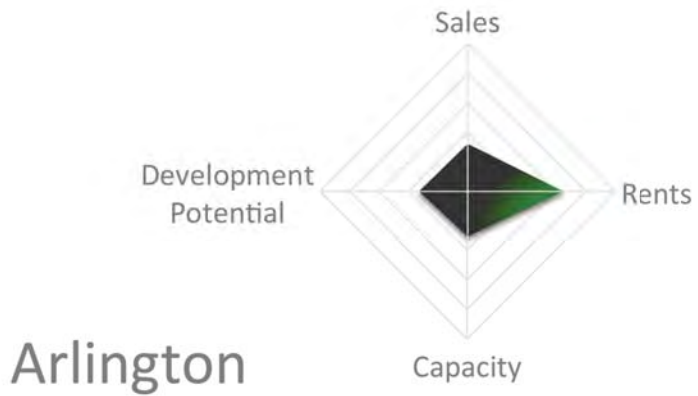 Sales
Development
Potential
Rents
Capacity
Arlington